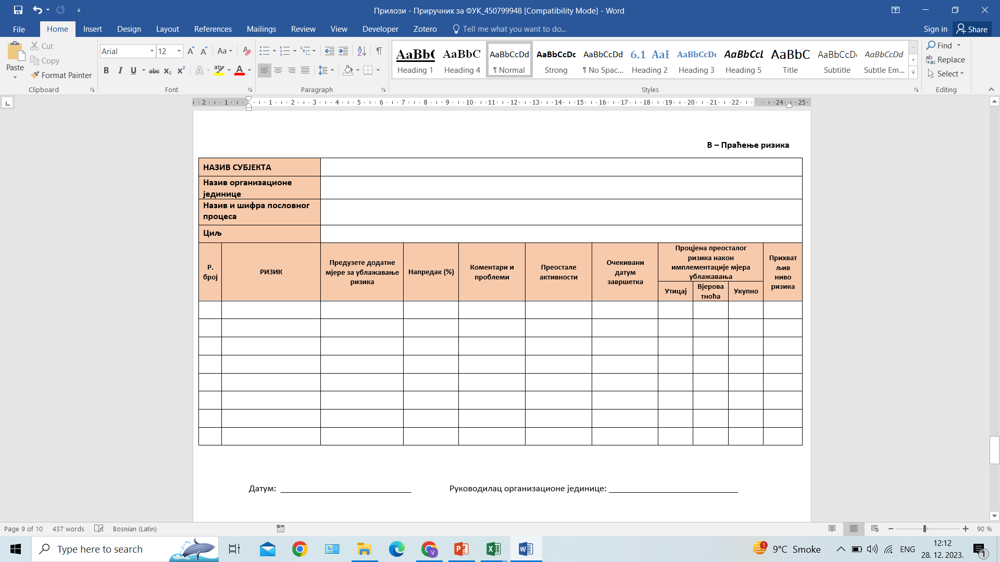 Прилози - Приручник за ФУК_450799948 [Compatibility Mode] - Word
File Home Insert Design Layout References Mailings Review View Developer Zotero Tell me what you want to do... Sign in Share
Paste
Cut
Copy
Format Painter
Clipboard
Arial 12
Font
Paragraph
AaBbC AaBbC AaBbCcDd AaBbCcDc AaBbCcDd 6.1 AaE AaBbCcDc AaBbCcL AaBbC AaBbCcDc AaBbCcDd
Heading 1 Heading 4 ¶ Normal Strong ¶ No Spac... Heading 2 Heading 3 Heading 5 Title Subtitle Subtle Em...
Styles
Find
Replace
Select
Editing
2 1 1 2 3 4 5 6 7 8 9 10 11 12 13 14 15 16 17 18 19 20 21 22 24 25
В – Праћење ризика
НАЗИВ СУБЈЕКТА
Назив организационе
јединице
Назив и шифра пословног
процеса
Циљ
Р.
број
РИЗИК
Предузете додатне
мјере за ублажавање
ризика
Напредак (%)
Коментари и
проблеми
Преостале
активности
Очекивани
датум
завршетка
Процјена преосталог
ризика након
имплементације мјера
ублажавања
Утицај
Вјерова
тноћа
Укупно
Прихват
љив
ниво
ризика
Датум: Руководилац организационе јединице:
Page 9 of 10 437 words Bosnian (Latin) 90 %
Type here to search
9°C Smoke
ENG
12:12
28. 12. 2023.
1